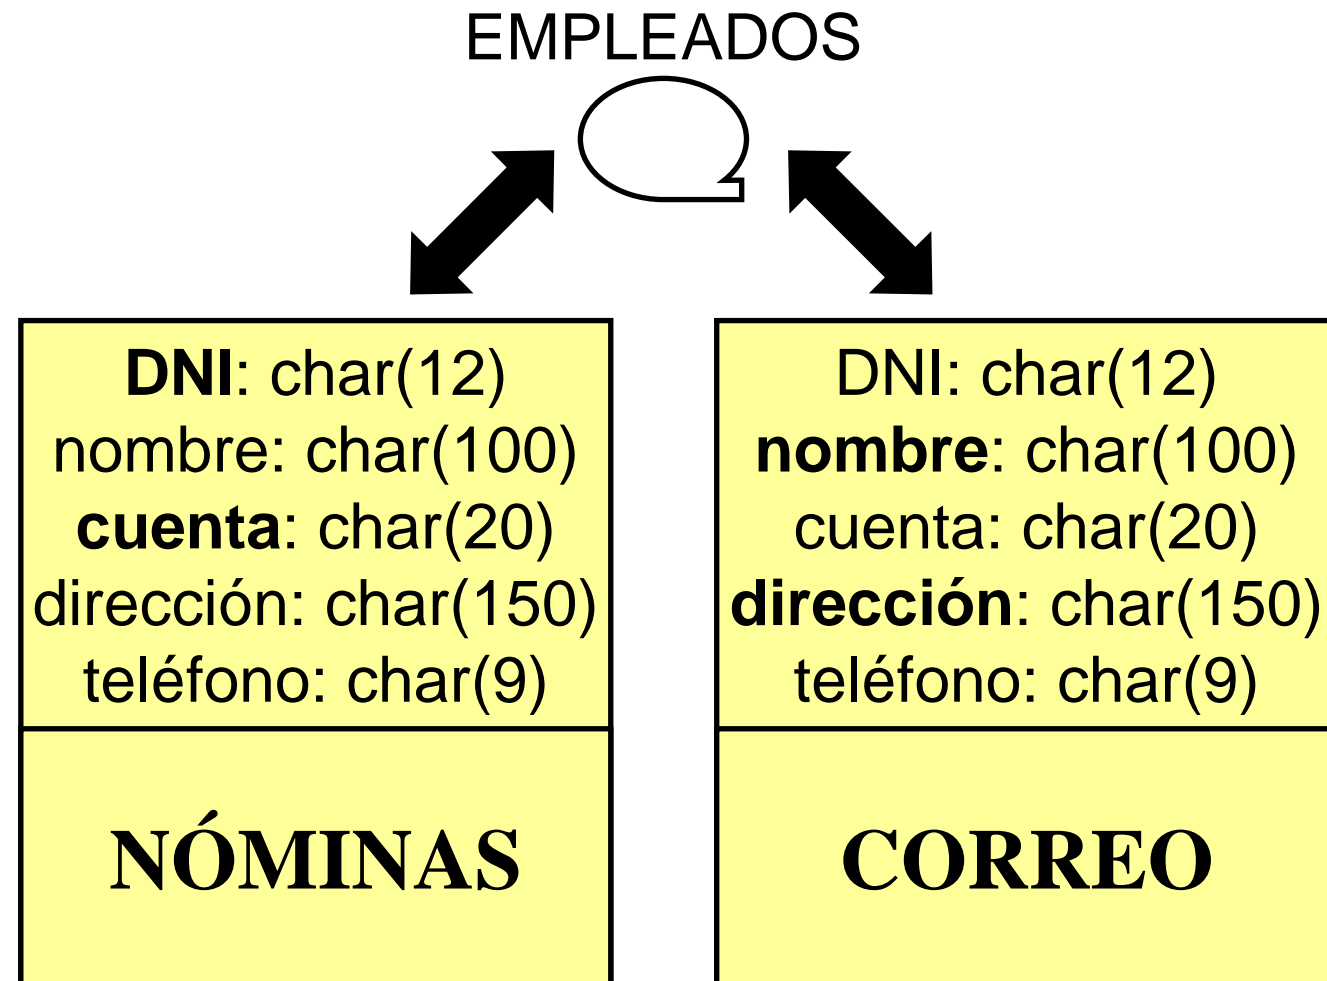 EMPLEADOS
DNI: char(12)
nombre: char(100)
cuenta: char(20)
dirección: char(150)
teléfono: char(9)
NÓMINAS
DNI: char(12)
nombre: char(100)
cuenta: char(20)
dirección: char(150)
teléfono: char(9)
CORREO